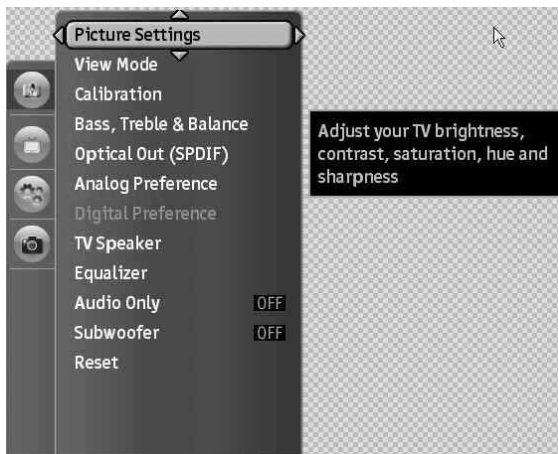 Picture Settings
View Mode
Calibration
Bass, Treble & Balance
Optical Out (SPDIF)
Analog Preference
Digital Preference
TV Speaker
Equalizer
Audio Only OFF
Subwoofer OFF
Reset
Adjust your TV brightness,
contrast, saturation, hue and
sharpness